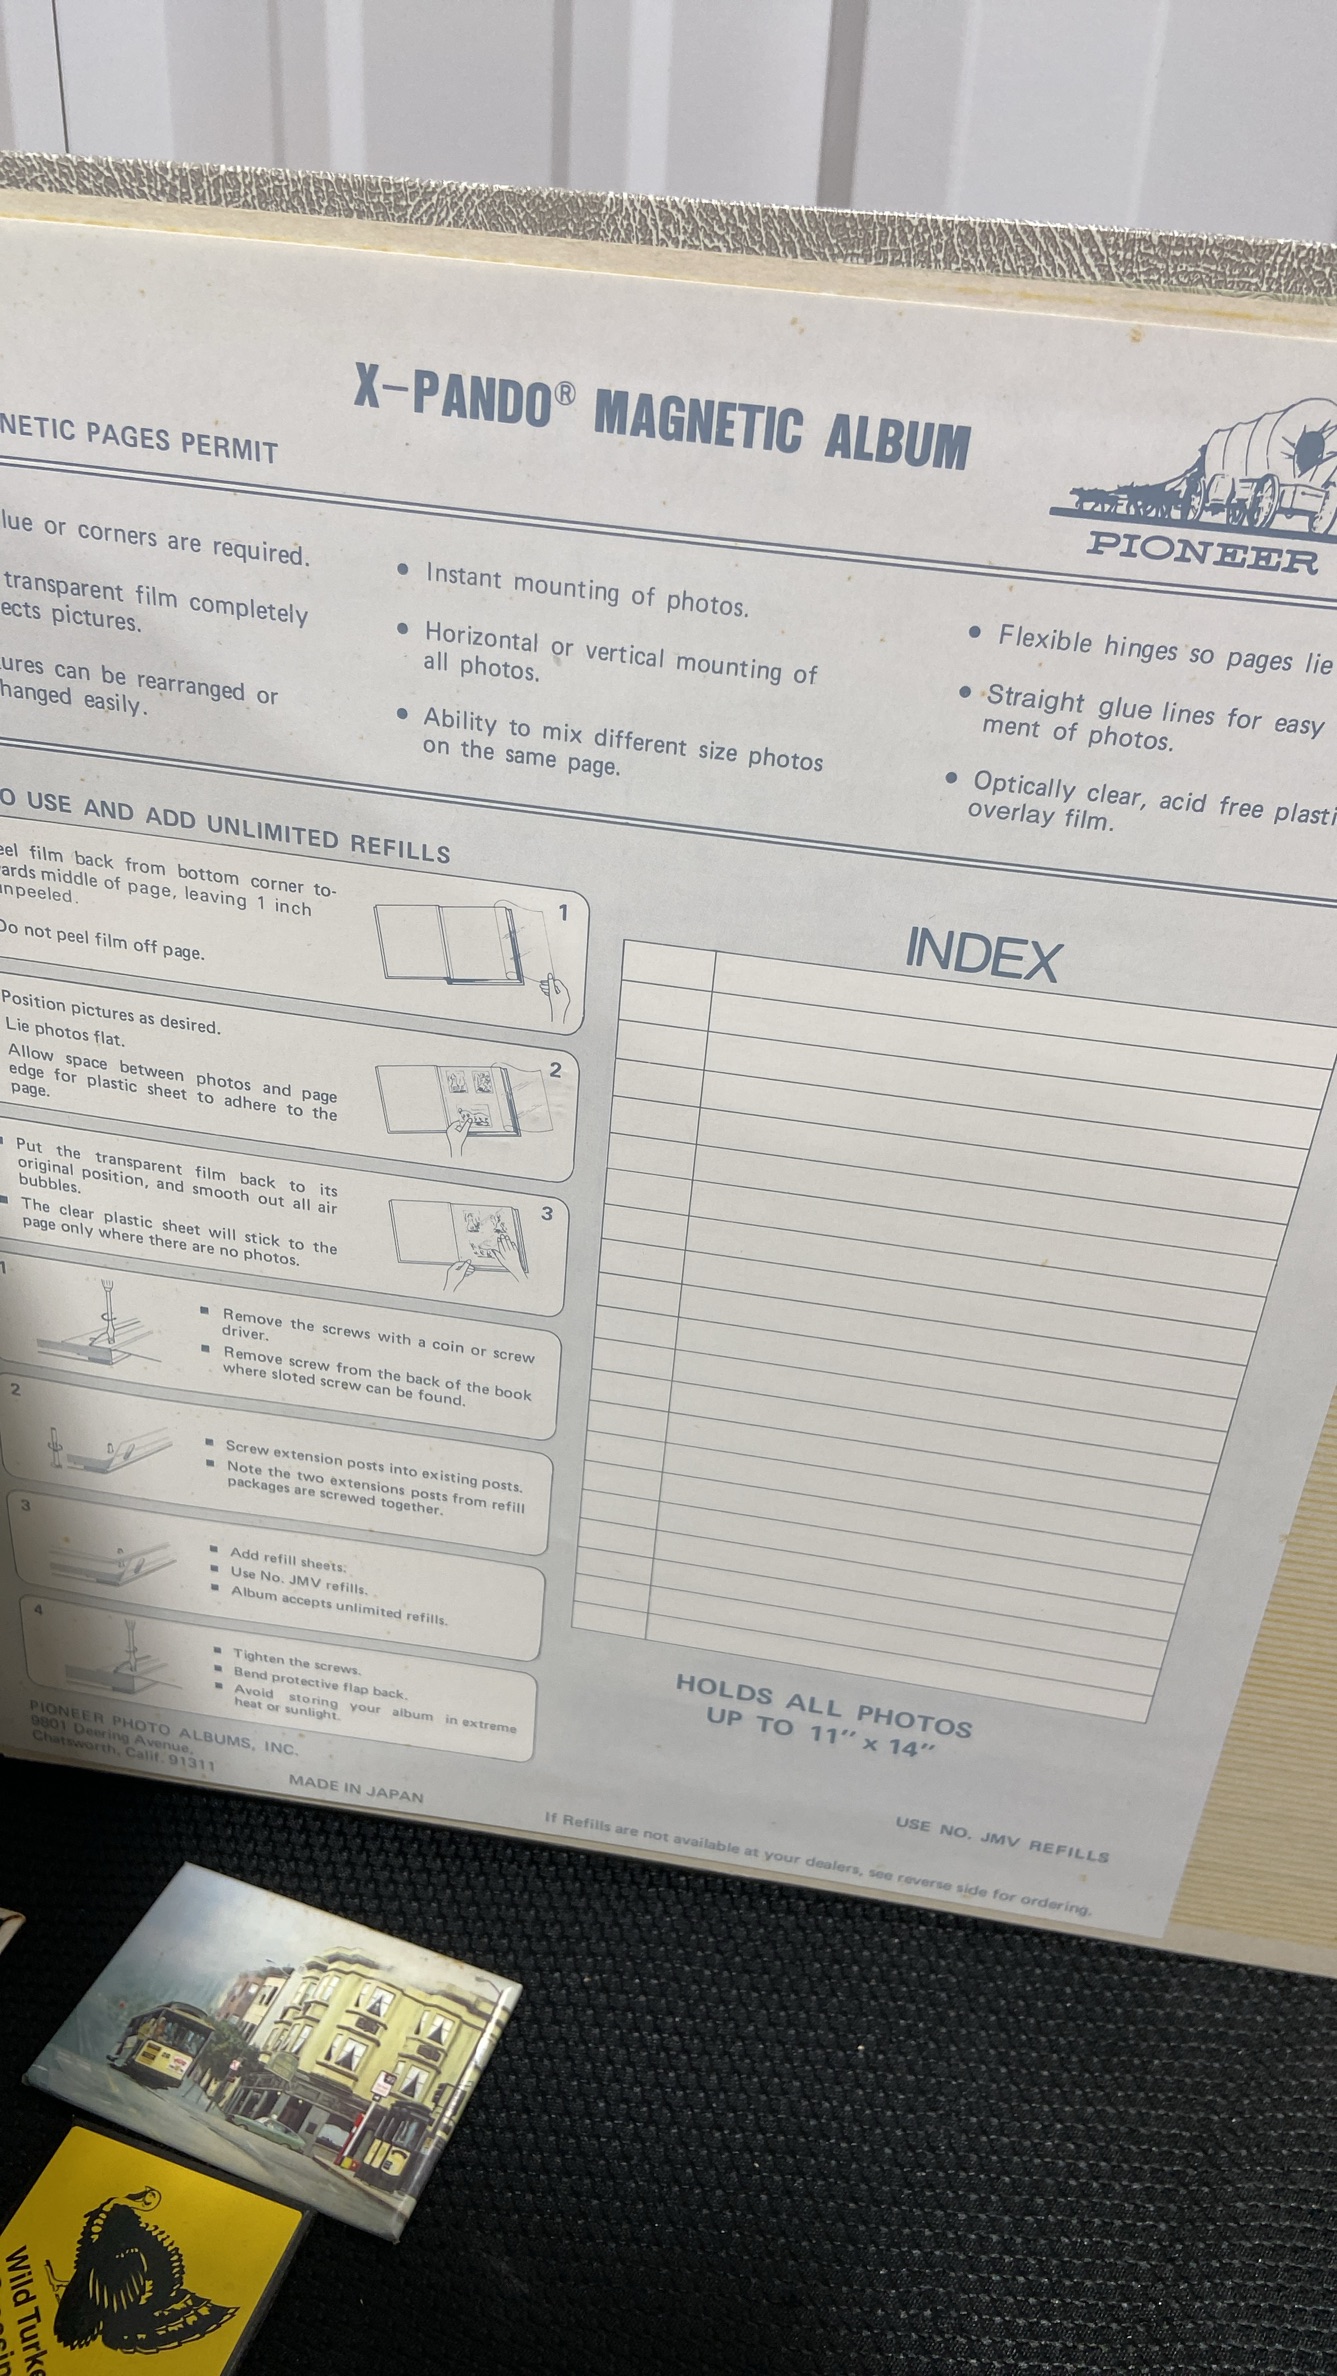 X-PANDO® MAGNETIC ALBUM
PIONEER
NETIC PAGES PERMIT
lue or corners are required.
transparent film completely
ects pictures.
ures can be rearranged or
hanged easily.
• Instant mounting of photos.
• Horizontal or vertical mounting of
all photos.
• Ability to mix different size photos
on the same page.
• Flexible hinges so pages lie
• Straight glue lines for easy
ment of photos.
• Optically clear, acid free plasti
overlay film.
O USE AND ADD UNLIMITED REFILLS
eel film back from bottom corner to-
ards middle of page, leaving 1 inch
unpeeled.
Do not peel film off page.
1
Position pictures as desired.
Lie photos flat.
Allow space between photos and page
edge for plastic sheet to adhere to the
page.
2
Put the transparent film back to its
original position, and smooth out all air
bubbles.
■ The clear plastic sheet will stick to the
page only where there are no photos.
3
1
■ Remove the screws with a coin or screw
driver.
■ Remove screw from the back of the book
where sloted screw can be found.
2
■ Screw extension posts into existing posts.
■ Note the two extensions posts from refill
packages are screwed together.
3
■ Add refill sheets.
■ Use No. JMV refills.
■ Album accepts unlimited refills.
4
■ Tighten the screws.
■ Bend protective flap back.
■ Avoid storing your album in extreme
heat or sunlight.
PIONEER PHOTO ALBUMS, INC.
9801 Deering Avenue,
Chatsworth, Calif. 91311
MADE IN JAPAN
INDEX
HOLDS ALL PHOTOS
UP TO 11" x 14"
USE NO. JMV REFILLS
If Refills are not available at your dealers, see reverse side for ordering.
Wild Turke